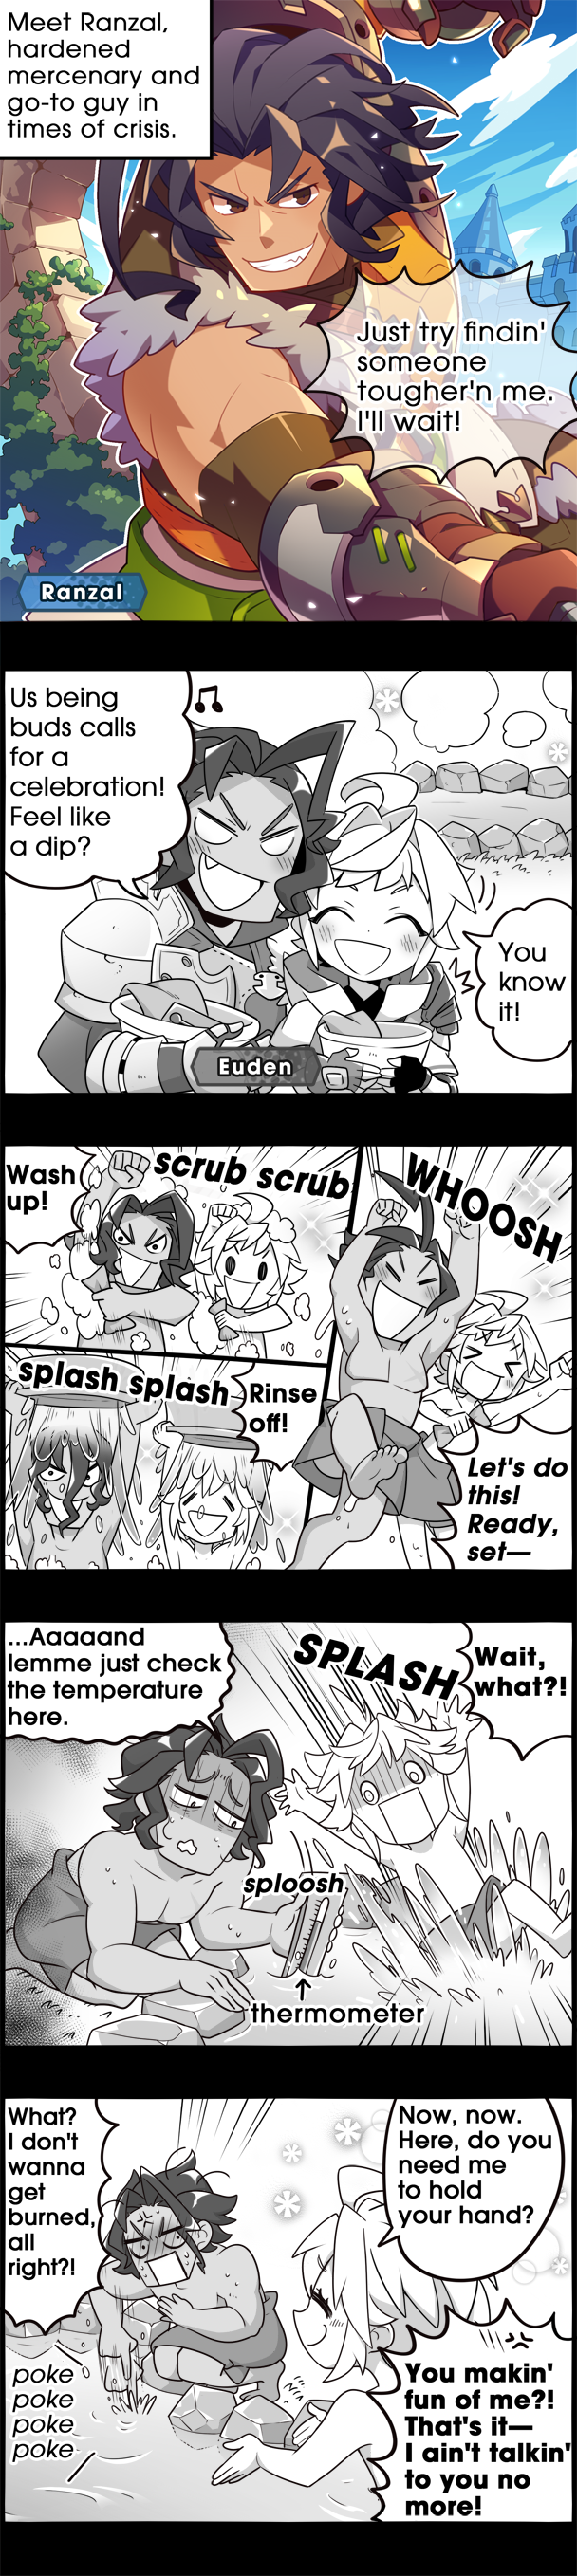 Meet Ranzal,
hardened
mercenary and
go-to guy in
times of crisis.
Just try findin'
someone
tougher'n me.
I'll wait!
Ranzal
Us being
buds calls
for a
celebration!
Feel like
a dip?
You
know
it!
Euden
Wash
up!
scrub scrub
splash splash
Rinse
off!
WHOOSH
Let's do
this!
Ready,
set—
...Aaaaand
lemme just check
the temperature
here.
SPLASH
Wait,
what?!
sploosh
thermometer
What?
I don't
wanna
get
burned,
all
right?!
Now, now.
Here, do you
need me
to hold
your hand?
poke
poke
poke
poke
You makin'
fun of me?!
That's it—
I ain't talkin'
to you no
more!